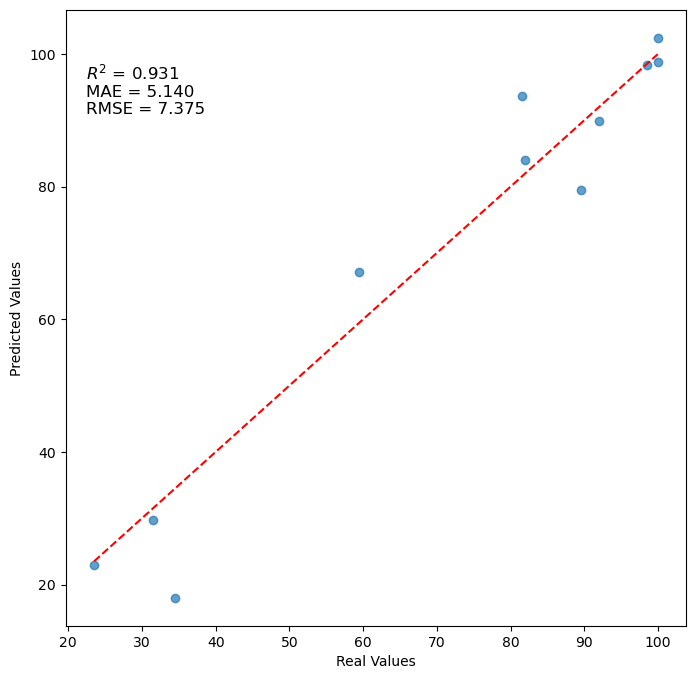 R² = 0.931
MAE = 5.140
RMSE = 7.375
Predicted Values
100
80
60
40
20
20 30 40 50 60 70 80 90 100
Real Values